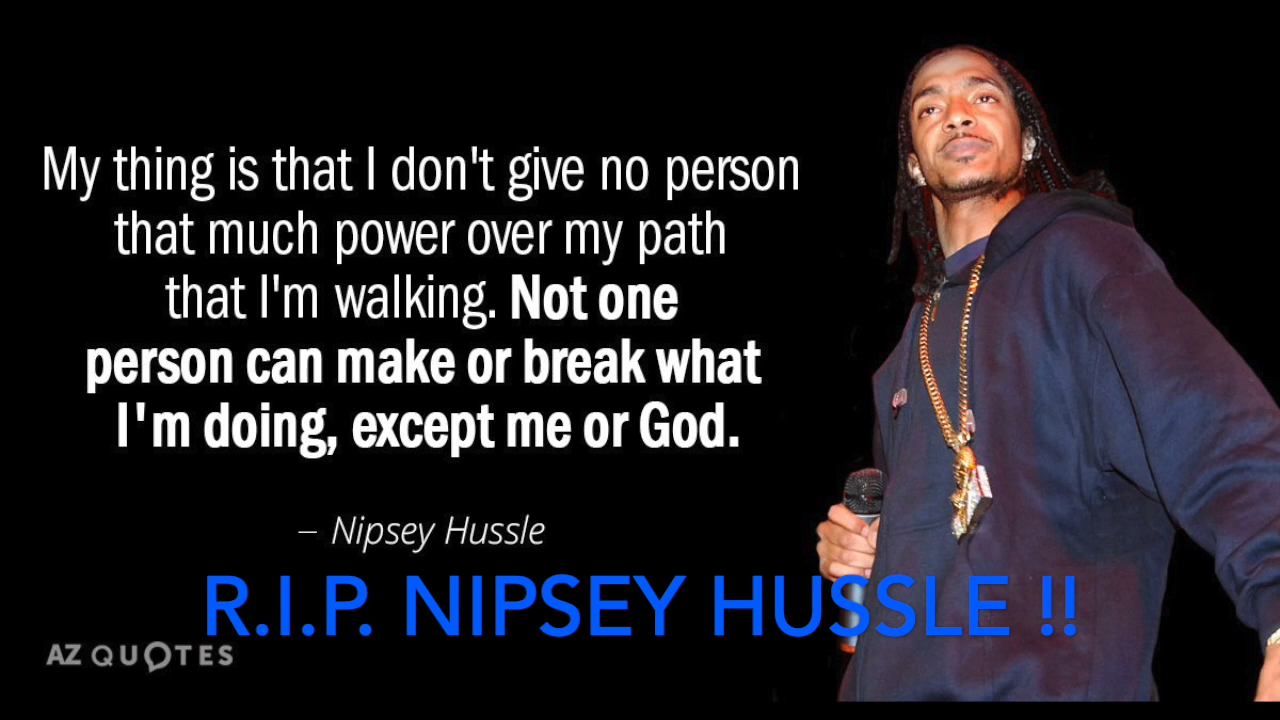 My thing is that I don't give no person
that much power over my path
that I'm walking. Not one
person can make or break what
I'm doing, except me or God.
– Nipsey Hussle
R.I.P. NIPSEY HUSSLE !!
AZ QUOTES